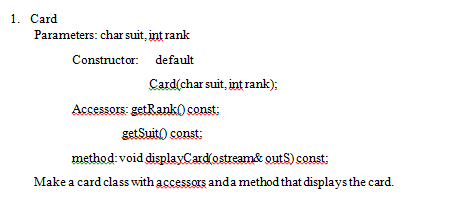 1. Card
Parameters: char suit, int rank
Constructor: default
Card(char suit, int rank);
Accessors: getRank() const;
getSuit() const;
method: void displayCard(ostream& outS) const;
Make a card class with accessors and a method that displays the card.